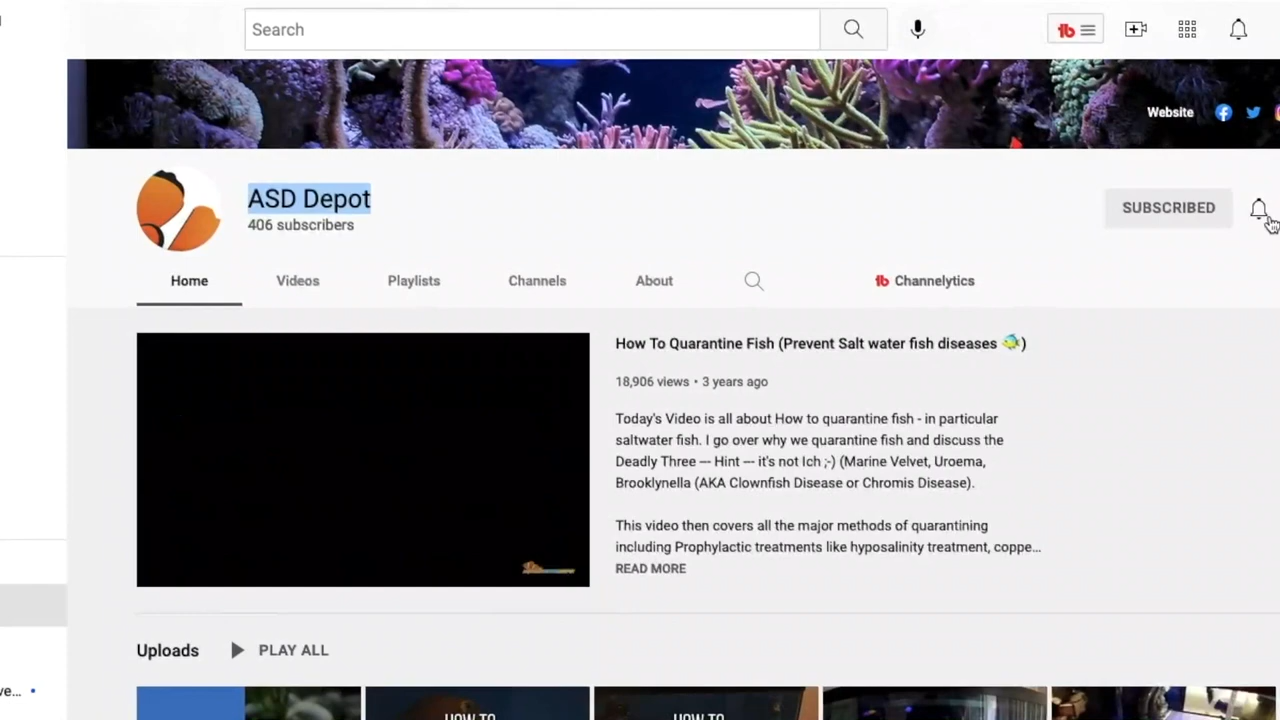 Search
Website
ASD Depot
406 subscribers
SUBSCRIBED
Home
Videos
Playlists
Channels
About
Channelytics
How To Quarantine Fish (Prevent Salt water fish diseases 🐠)
18,906 views • 3 years ago
Today's Video is all about How to quarantine fish - in particular
saltwater fish. I go over why we quarantine fish and discuss the
Deadly Three --- Hint --- it's not Ich ;-) (Marine Velvet, Uroema,
Brooklynella (AKA Clownfish Disease or Chromis Disease).
This video then covers all the major methods of quarantining
including Prophylactic treatments like hyposalinity treatment, coppe...
READ MORE
Uploads
PLAY ALL
ve...
HOW TO
HOW TO